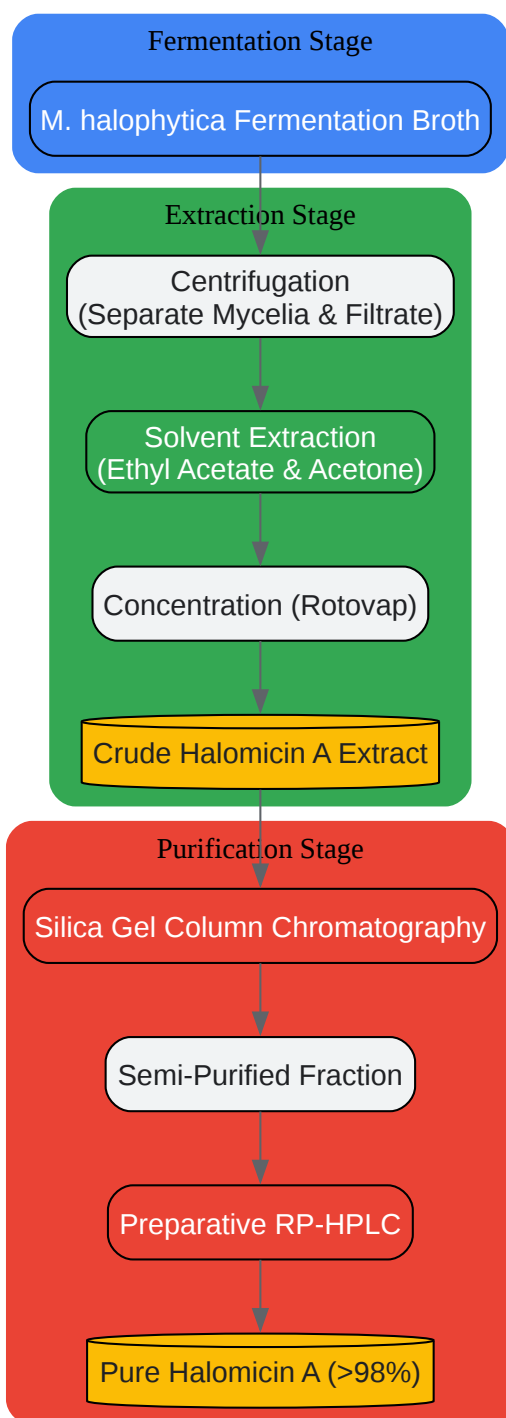 Fermentation Stage
M. halophytica Fermentation Broth
Extraction Stage
Centrifugation
(Separate Mycelia & Filtrate)
Solvent Extraction
(Ethyl Acetate & Acetone)
Concentration (Rotovap)
Crude Halomicin A Extract
Purification Stage
Silica Gel Column Chromatography
Semi-Purified Fraction
Preparative RP-HPLC
Pure Halomicin A (>98%)